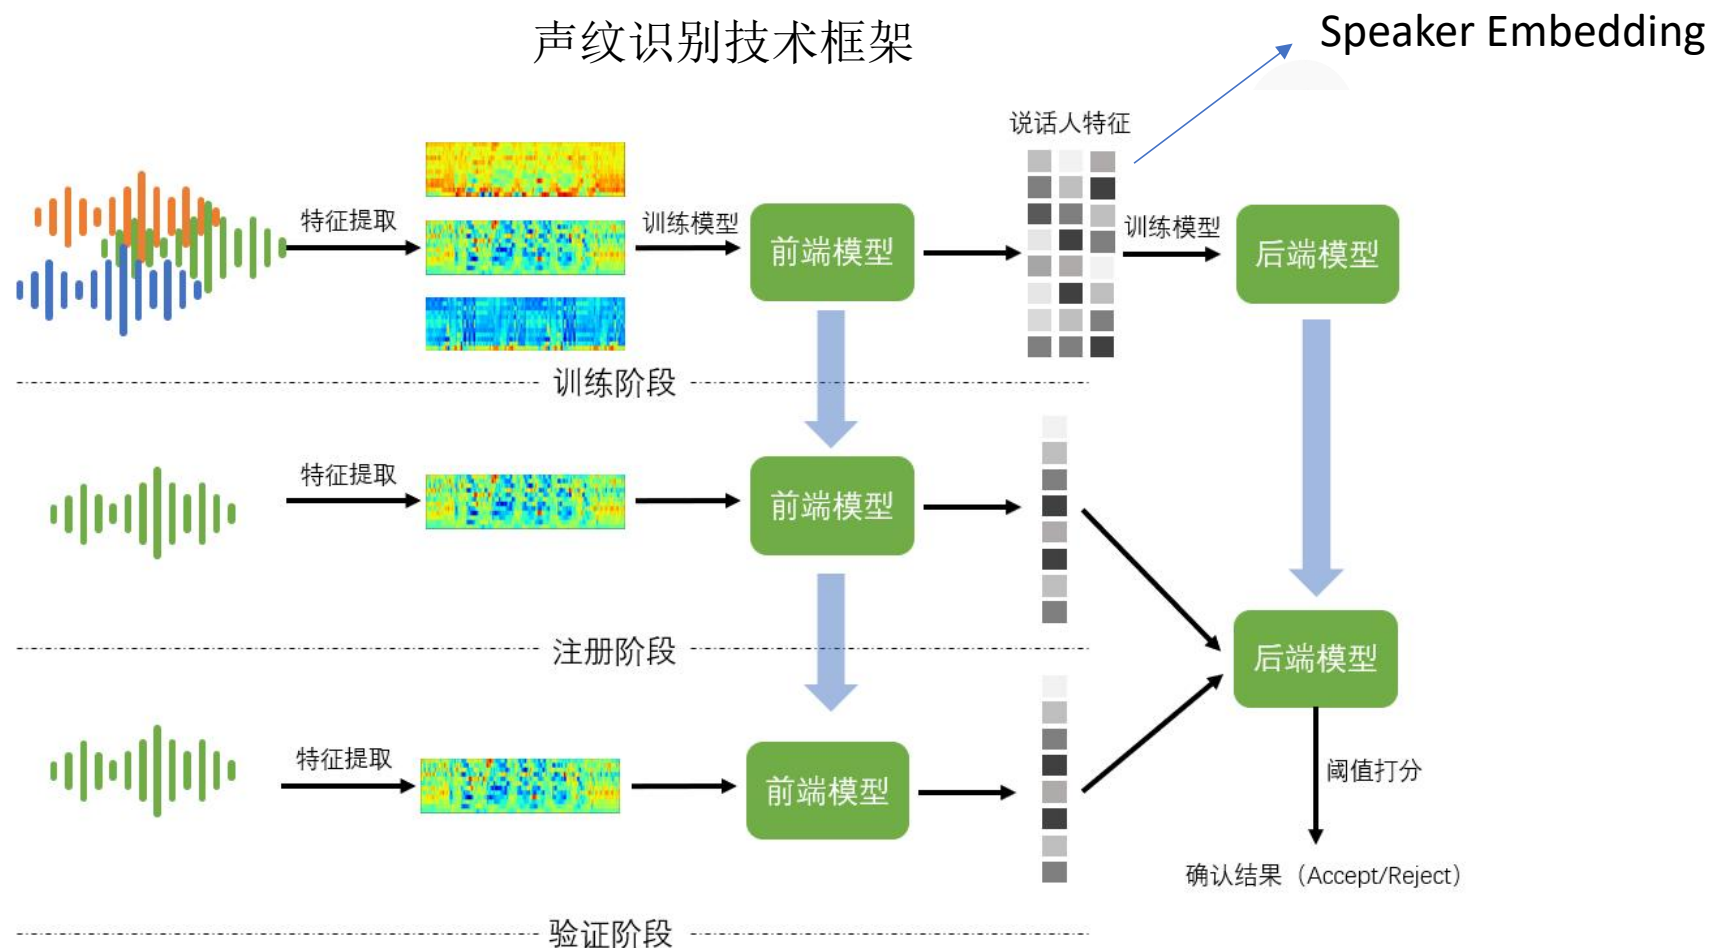 声纹识别技术框架
Speaker Embedding
说话人特征
特征提取
训练模型
前端模型
训练模型
后端模型
训练阶段
特征提取
前端模型
注册阶段
后端模型
特征提取
前端模型
阈值打分
确认结果（Accept/Reject）
验证阶段